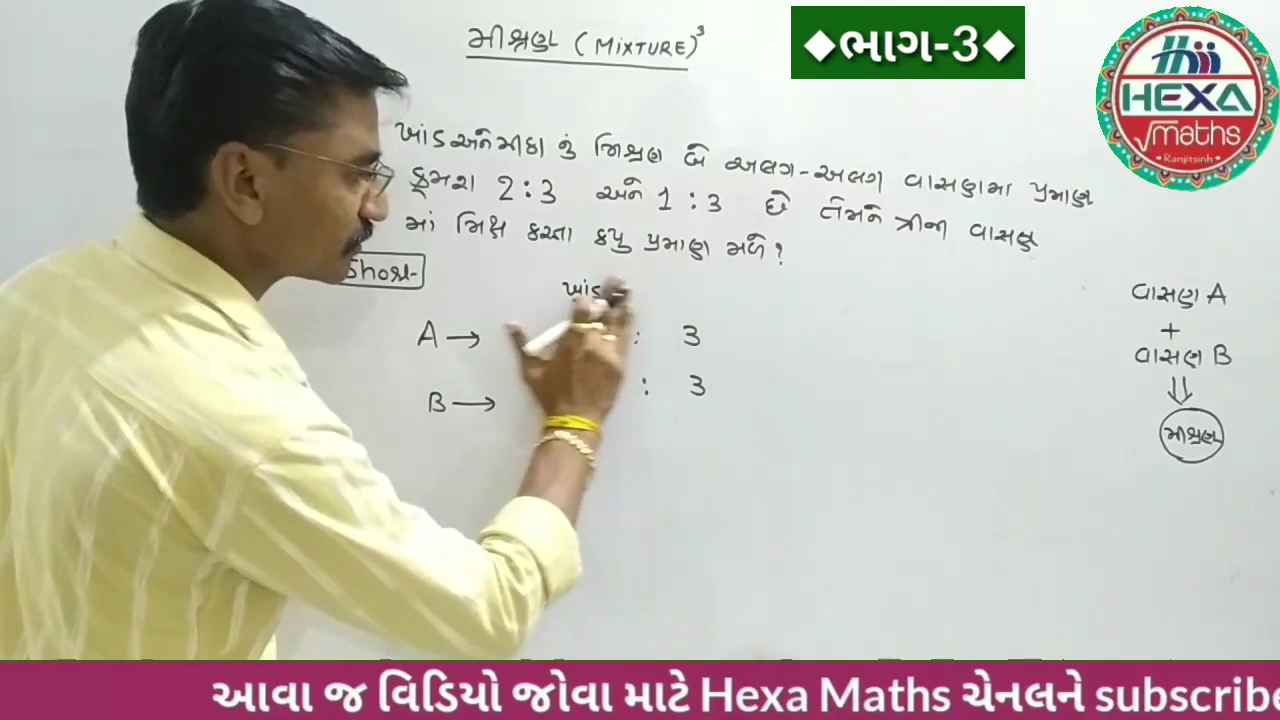 મીશ્રણ (MIXTURE)³
◆ભાગ-3◆
HEXA
maths
Ranjitsinh
ખાંડ અને મીઠા નું મિશ્રણ બે અલગ-અલગ વાસણમા પ્રમાણ
ક્રમશ 2:3 અને 1:3 છે તેમને ત્રીજા વાસણ
માં મિક્ષ કરતા કયુ પ્રમાણ મળે?
Short-
ખાંડ
A→ : 3
B→ : 3
વાસણ A
+
વાસણ B
⇓
મીશ્રણ
આવા જ વિડિયો જોવા માટે Hexa Maths ચેનલને subscribe